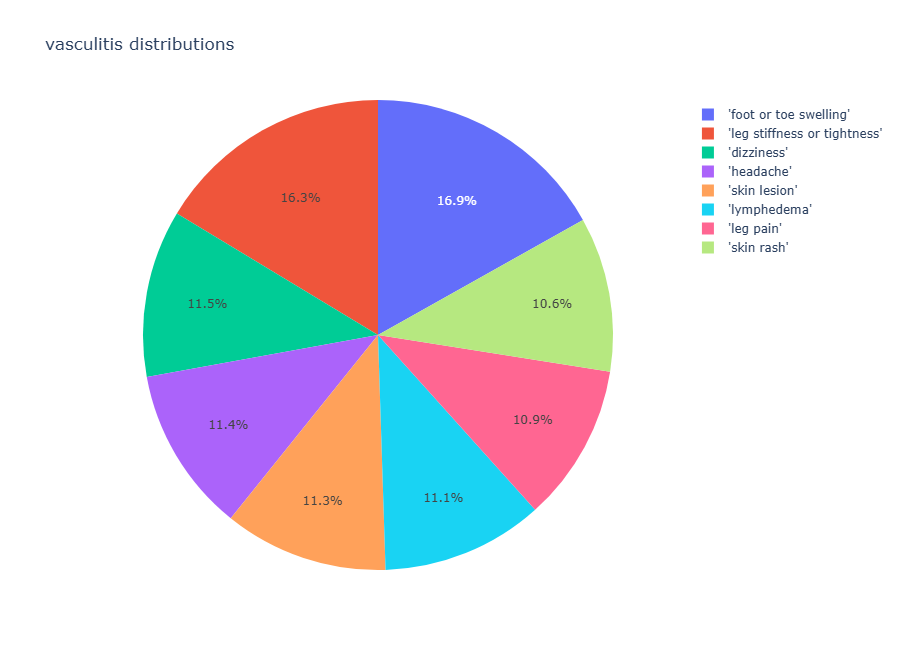 vasculitis distributions
'foot or toe swelling'
'leg stiffness or tightness'
'dizziness'
'headache'
'skin lesion'
'lymphedema'
'leg pain'
'skin rash'
16.3%
16.9%
11.5%
10.6%
11.4%
10.9%
11.3%
11.1%